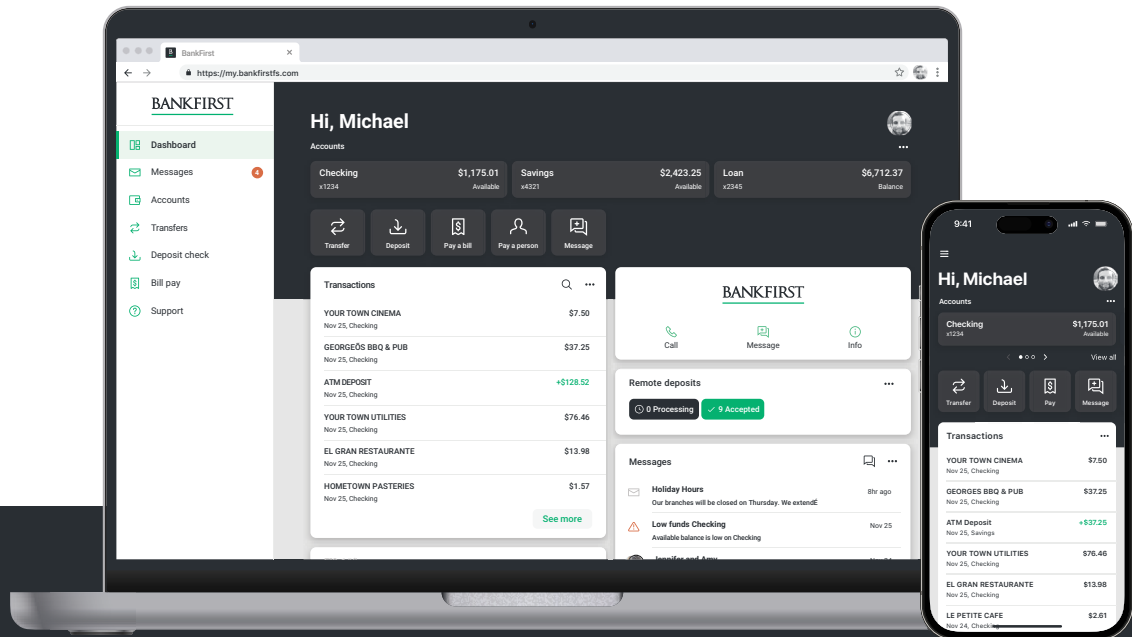 BankFirst
https://my.bankfirstfs.com
BANKFIRST
Dashboard
Messages 4
Accounts
Transfers
Deposit check
Bill pay
Support
Hi, Michael
Accounts
Checking $1,175.01
x1234 Available
Savings $2,423.25
x4321 Available
Loan $6,712.37
x2345 Balance
Transfer
Deposit
Pay a bill
Pay a person
Message
Transactions
YOUR TOWN CINEMA $7.50
Nov 25, Checking
GEORGEÕS BBQ & PUB $37.25
Nov 25, Checking
ATM DEPOSIT +$128.52
Nov 25, Checking
YOUR TOWN UTILITIES $76.46
Nov 25, Checking
EL GRAN RESTAURANTE $13.98
Nov 25, Checking
HOMETOWN PASTERIES $1.57
Nov 25, Checking
See more
BANKFIRST
Call
Message
Info
Remote deposits
0 Processing
9 Accepted
Messages
Holiday Hours 8hr ago
Our branches will be closed on Thursday. We extendÉ
Low funds Checking Nov 25
Available balance is low on Checking
Jennifer and Amy
9:41
Hi, Michael
Accounts
Checking $1,175.01
x1234 Available
View all
Transfer
Deposit
Pay
Message
Transactions
YOUR TOWN CINEMA $7.50
Nov 25, Checking
GEORGES BBQ & PUB $37.25
Nov 25, Checking
ATM Deposit +$37.25
Nov 25, Savings
YOUR TOWN UTILITIES $76.46
Nov 25, Checking
EL GRAN RESTAURANTE $13.98
Nov 25, Checking
LE PETITE CAFE $2.61
Nov 24, Checking